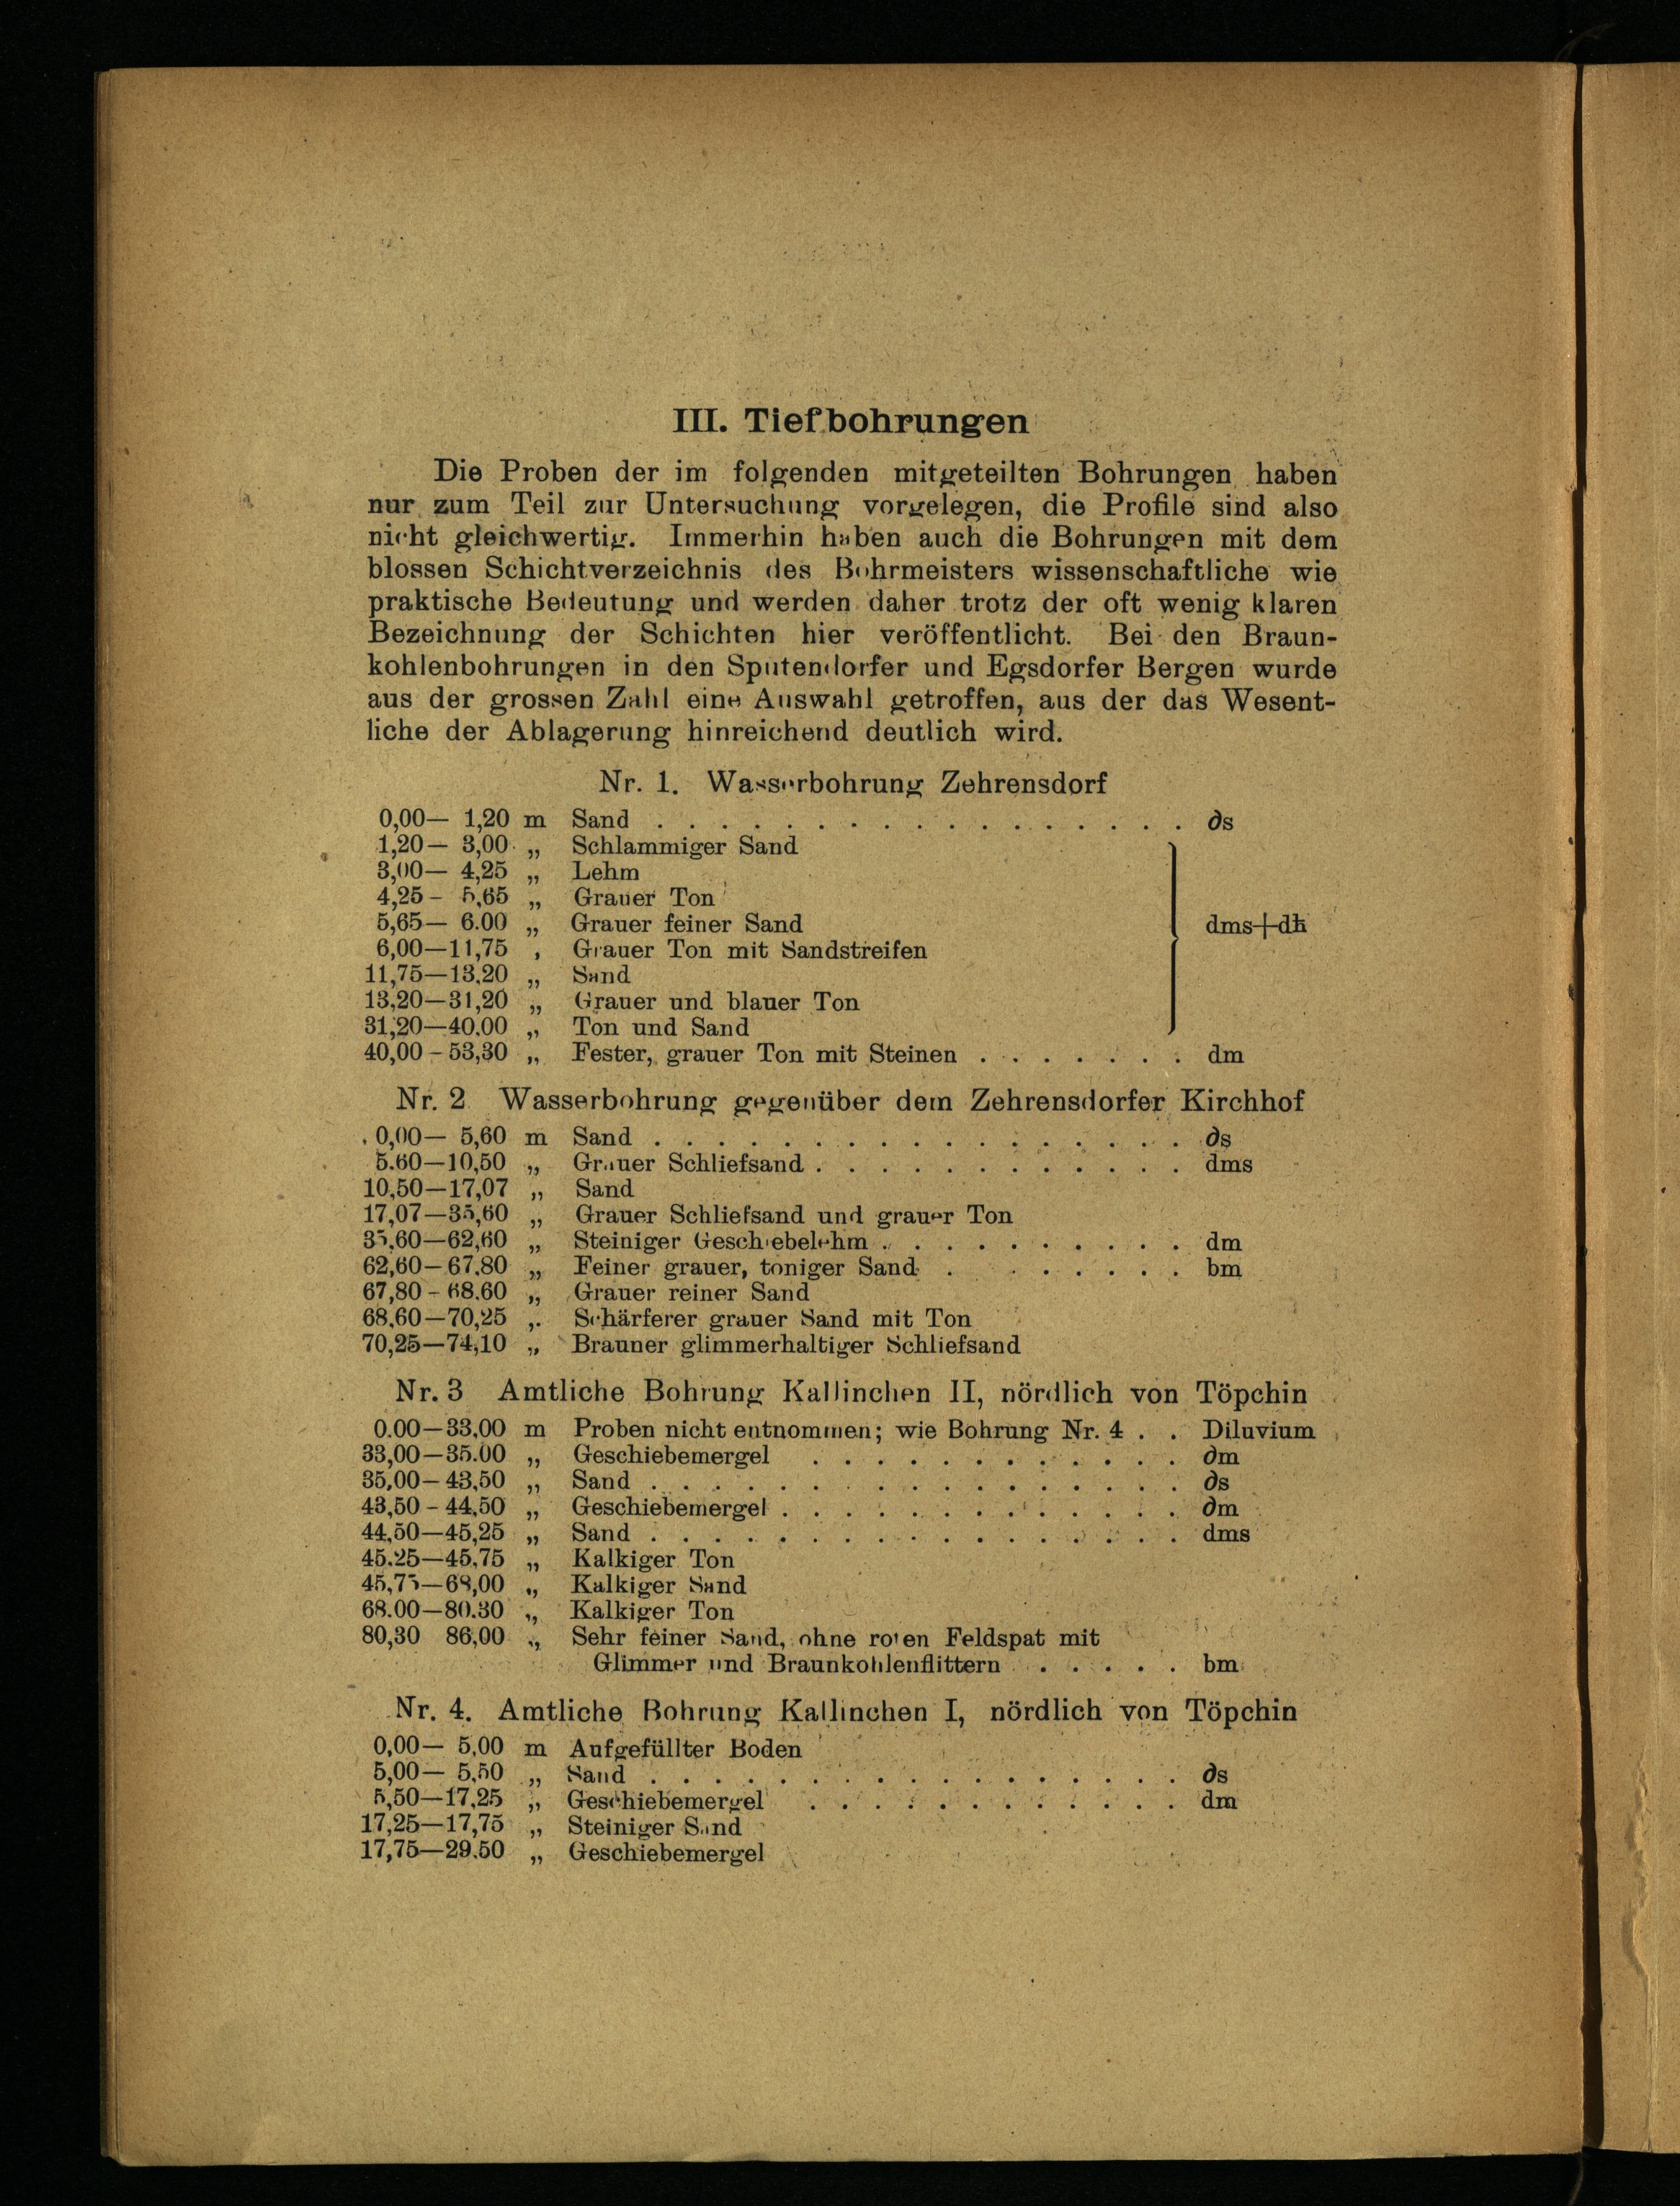 III. Tiefbohrungen
Die Proben der im folgenden mitgeteilten Bohrungen haben
nur zum Teil zur Untersuchung vorgelegen, die Profile sind also
nicht gleichwertig. Immerhin haben auch die Bohrungen mit dem
blossen Schichtverzeichnis des Bohrmeisters wissenschaftliche wie
praktische Bedeutung und werden daher trotz der oft wenig klaren
Bezeichnung der Schichten hier veröffentlicht. Bei den Braun-
kohlenbohrungen in den Sputendorfer und Egsdorfer Bergen wurde
aus der grossen Zahl eine Auswahl getroffen, aus der das Wesent-
liche der Ablagerung hinreichend deutlich wird.
Nr. 1. Wasserbohrung Zehrensdorf
0,00— 1,20 m Sand . . . . . . . . . . . . . . . . . ∂s
1,20— 3,00 „ Schlammiger Sand
3,00— 4,25 „ Lehm
4,25 - 5,65 „ Grauer Ton
5,65— 6.00 „ Grauer feiner Sand dms+dħ
6,00—11,75 , Grauer Ton mit Sandstreifen
11,75—13,20 „ Sand
13,20—31,20 „ Grauer und blauer Ton
31,20—40,00 „ Ton und Sand
40,00 - 53,30 „ Fester, grauer Ton mit Steinen . . . . . . . dm
Nr. 2 Wasserbohrung gegenüber dem Zehrensdorfer Kirchhof
0,00— 5,60 m Sand . . . . . . . . . . . . . . . . . ∂s
5.60—10,50 „ Grauer Schliefsand . . . . . . . . . . . . dms
10,50—17,07 „ Sand
17,07—35,60 „ Grauer Schliefsand und grauer Ton
35,60—62,60 „ Steiniger Geschiebelehm . . . . . . . . . . dm
62,60—67,80 „ Feiner grauer, toniger Sand . . . . . . . bm
67,80 - 68.60 „ Grauer reiner Sand
68,60—70,25 „ Schärferer grauer Sand mit Ton
70,25—74,10 „ Brauner glimmerhaltiger Schliefsand
Nr. 3 Amtliche Bohrung Kallinchen II, nördlich von Töpchin
0.00—33,00 m Proben nicht entnommen; wie Bohrung Nr. 4 . . Diluvium
33,00—35.00 „ Geschiebemergel . . . . . . . . . . . . ∂m
35,00—43,50 „ Sand . . . . . . . . . . . . . . . . . ∂s
43,50 - 44,50 „ Geschiebemergel . . . . . . . . . . . . . ∂m
44,50—45,25 „ Sand . . . . . . . . . . . . . . . . . dms
45.25—45,75 „ Kalkiger Ton
45,75—68,00 „ Kalkiger Sand
68.00—80.30 „ Kalkiger Ton
80,30 86,00 „ Sehr feiner Sand, ohne roten Feldspat mit
Glimmer und Braunkohlenflittern . . . . . bm
Nr. 4. Amtliche Bohrung Kallinchen I, nördlich von Töpchin
0,00— 5,00 m Aufgefüllter Boden
5,00— 5,50 „ Sand . . . . . . . . . . . . . . . . . ∂s
5,50—17,25 „ Geschiebemergel . . . . . . . . . . . . dm
17,25—17,75 „ Steiniger Sand
17,75—29.50 „ Geschiebemergel